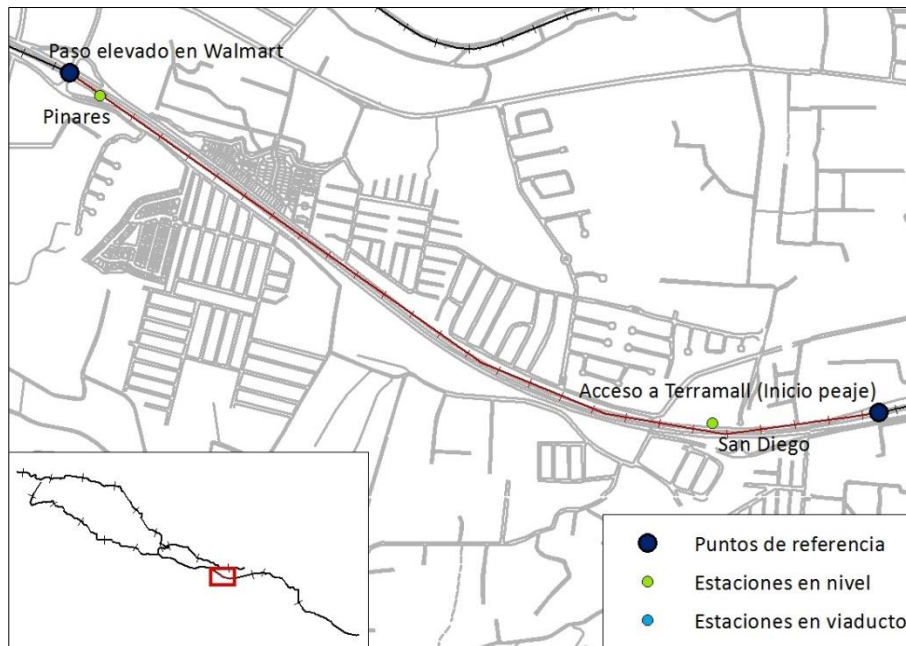 Paso elevado en Walmart
Pinares
Acceso a Terramall (Inicio peaje)
San Diego
Puntos de referencia
Estaciones en nivel
Estaciones en viaducto